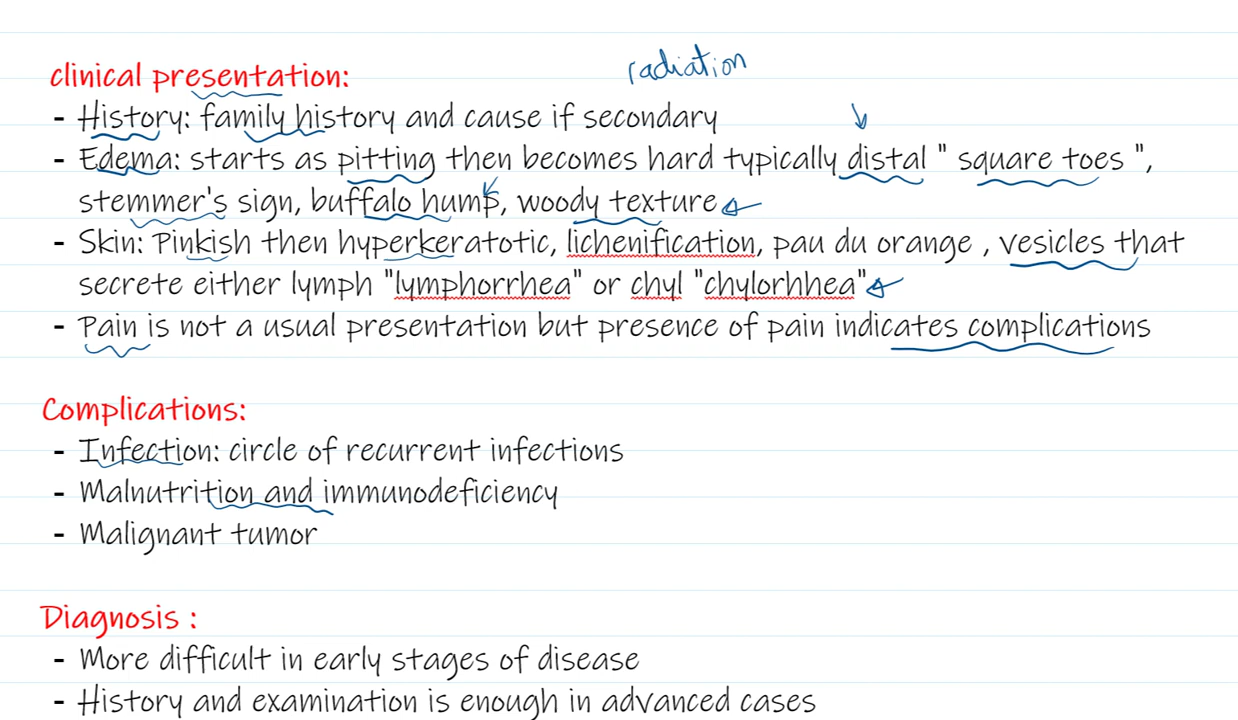 radiation
clinical presentation:
- History: family history and cause if secondary
- Edema: starts as pitting then becomes hard typically distal " square toes ",
stemmer's sign, buffalo hump, woody texture
- Skin: Pinkish then hyperkeratotic, lichenification, pau du orange , vesicles that
secrete either lymph "lymphorrhea" or chyl "chylorhhea"
- Pain is not a usual presentation but presence of pain indicates complications
Complications:
- Infection: circle of recurrent infections
- Malnutrition and immunodeficiency
- Malignant tumor
Diagnosis :
- More difficult in early stages of disease
- History and examination is enough in advanced cases